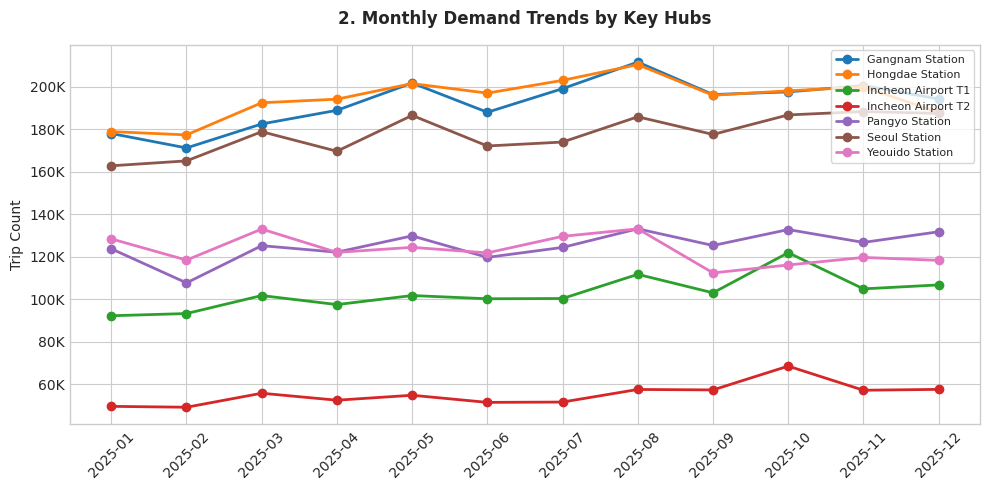 2. Monthly Demand Trends by Key Hubs
Trip Count
200K
180K
160K
140K
120K
100K
80K
60K
Gangnam Station
Hongdae Station
Incheon Airport T1
Incheon Airport T2
Pangyo Station
Seoul Station
Yeouido Station
2025-01
2025-02
2025-03
2025-04
2025-05
2025-06
2025-07
2025-08
2025-09
2025-10
2025-11
2025-12